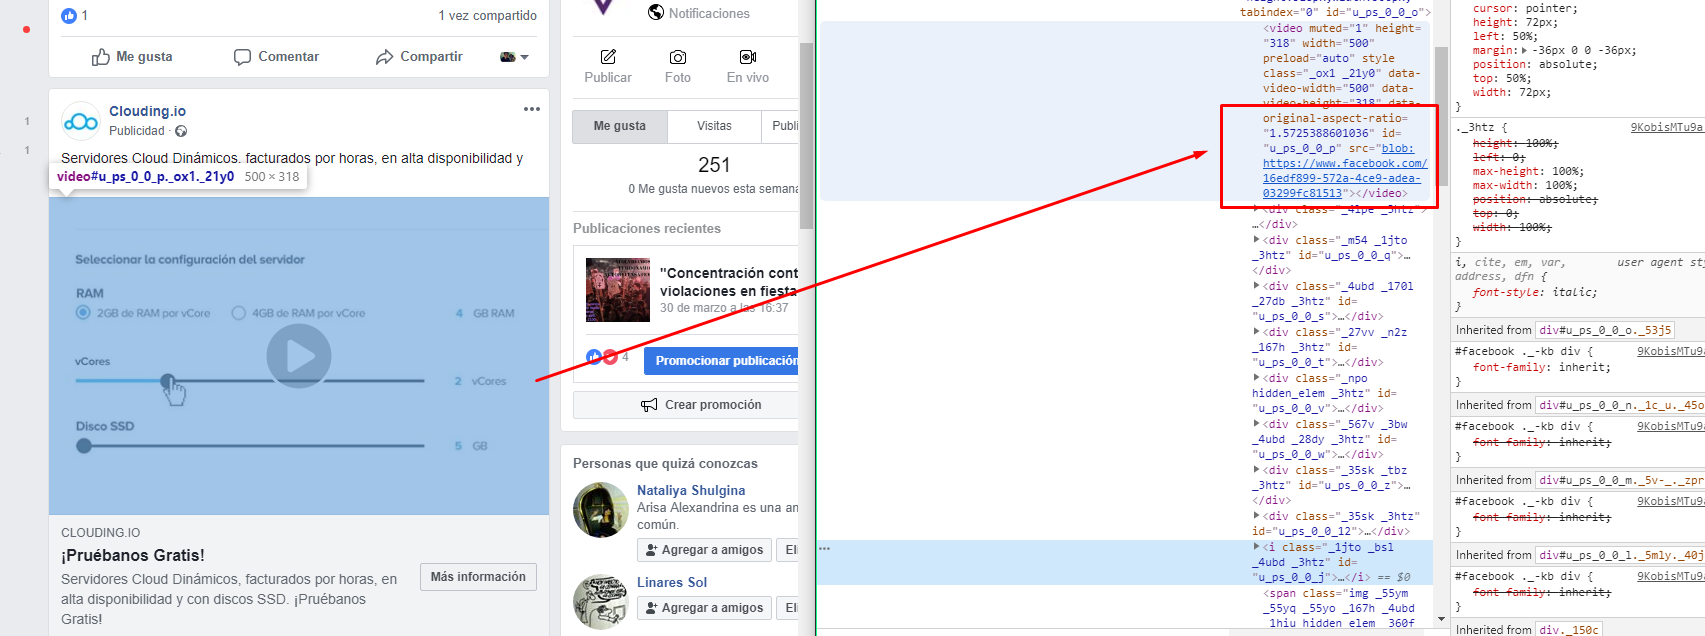 1
1 vez compartido
Me gusta
Comentar
Compartir
1
1
Clouding.io
Publicidad ·
Servidores Cloud Dinámicos. facturados por horas, en alta disponibilidad y
video#u_ps_0_0_p._ox1._21y0 500 × 318
Seleccionar la configuración del servidor
RAM
2GB de RAM por vCore
4GB de RAM por vCore
4 GB RAM
vCores
2 vCores
Disco SSD
5 GB
CLOUDING.IO
¡Pruébanos Gratis!
Servidores Cloud Dinámicos, facturados por horas, en
alta disponibilidad y con discos SSD. ¡Pruébanos
Gratis!
Más información
Notificaciones
Publicar
Foto
En vivo
Me gusta
Visitas
Publi
251
0 Me gusta nuevos esta semana
Publicaciones recientes
"Concentración cont
violaciones en fiesta
30 de marzo a las 16:37
4
Promocionar publicación
Crear promoción
Personas que quizá conozcas
Nataliya Shulgina
Arisa Alexandrina es una an
común.
Agregar a amigos
Eli
Linares Sol
Agregar a amigos
Eli
tabindex="0" id="u_ps_0_0_o">
<video muted="1" height=
"318" width="500"
preload="auto" style
class="_ox1 _21y0" data-
video-width="500" data-
video-height="318" data-
original-aspect-ratio=
"1.5725388601036" id=
"u_ps_0_0_p" src="blob:
https://www.facebook.com/
16edf899-572a-4ce9-adea-
03299fc81513"></video>
<div class="_4lpe _3htz">
…</div>
<div class="_m54 _1jto
_3htz" id="u_ps_0_0_q">…
</div>
<div class="_4ubd _170l
_27db _3htz" id=
"u_ps_0_0_s">…</div>
<div class="_27vv _n2z
_167h _3htz" id=
"u_ps_0_0_t">…</div>
<div class="_npo
hidden_elem _3htz" id=
"u_ps_0_0_v">…</div>
<div class="_567v _3bw
_4ubd _28dy _3htz" id=
"u_ps_0_0_w">…</div>
<div class="_35sk _tbz
_3htz" id="u_ps_0_0_z">…
</div>
<div class="_35sk _3htz"
id="u_ps_0_0_12">…</div>
<i class="_1jto _bsl
_4ubd _3htz" id=
"u_ps_0_0_j">…</i> == $0
<span class="img _55ym
_55yq _55yo _167h _4ubd
_1hiu hidden_elem _360f
cursor: pointer;
height: 72px;
left: 50%;
margin: -36px 0 0 -36px;
position: absolute;
top: 50%;
width: 72px;
}
._3htz {
9KobisMTu9a
height: 100%;
left: 0;
max-height: 100%;
max-width: 100%;
position: absolute;
top: 0;
width: 100%;
}
i, cite, em, var,
user agent sty
address, dfn {
font-style: italic;
}
Inherited from div#u_ps_0_0_o._53j5
#facebook ._-kb div {
9KobisMTu9a
font-family: inherit;
}
Inherited from div#u_ps_0_0_n._1c_u._45o
#facebook ._-kb div {
9KobisMTu9a
font-family: inherit;
}
Inherited from div#u_ps_0_0_m._5v-_._zpr
#facebook ._-kb div {
9KobisMTu9a
font-family: inherit;
}
Inherited from div#u_ps_0_0_l._5mly._40j
#facebook ._-kb div {
9KobisMTu9a
font-family: inherit;
}
Inherited from div._150c